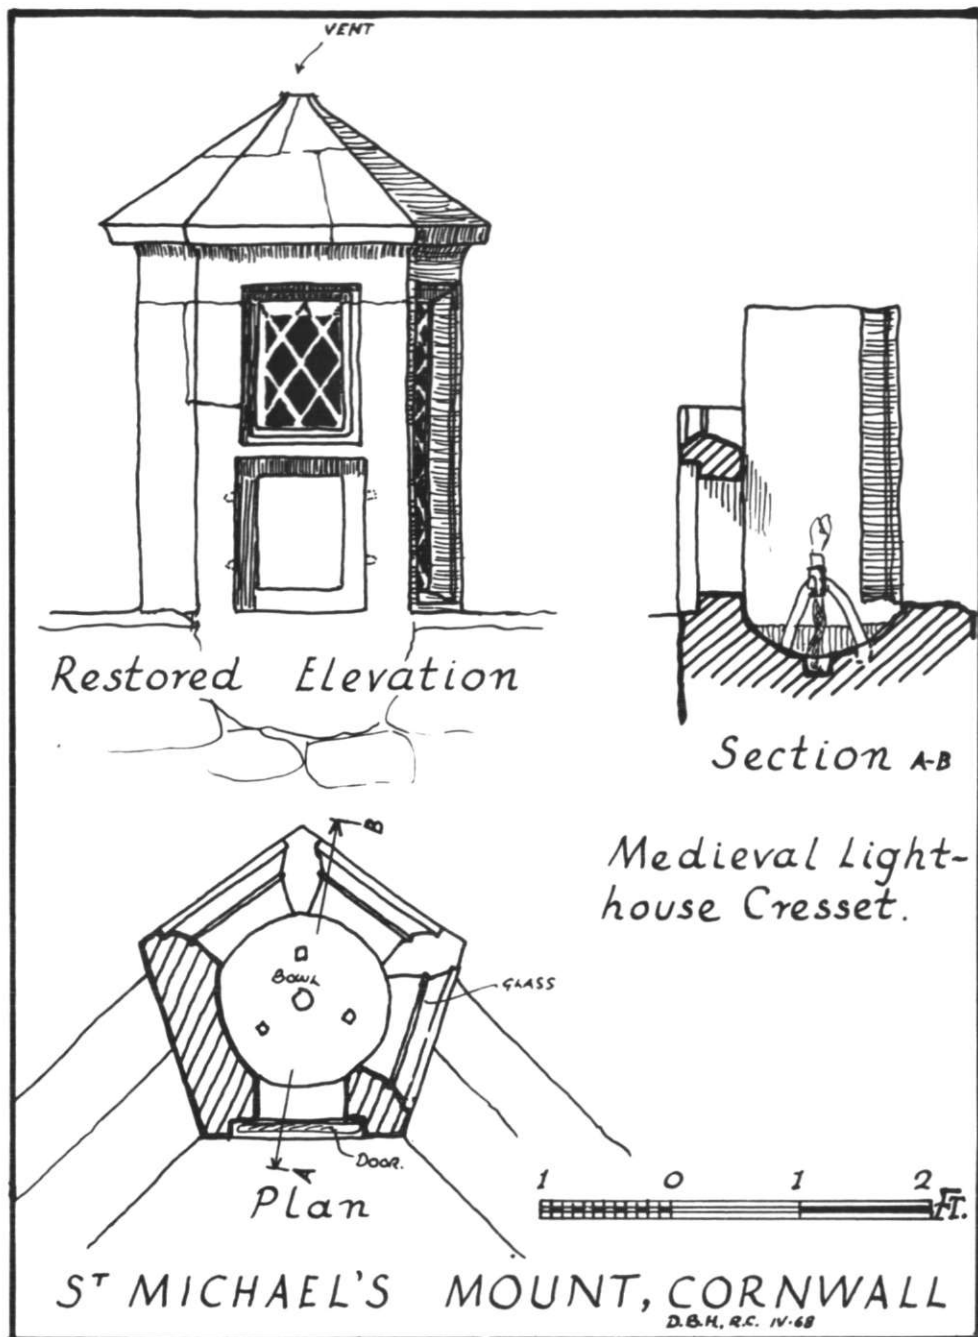 VENT
Restored Elevation
Section A-B
Medieval Light-
house Cresset.
B
BOWL
GLASS
DOOR.
A
Plan
1 0 1 2
FT.
ST MICHAEL'S MOUNT, CORNWALL
D.B.H, R.C. IV·68